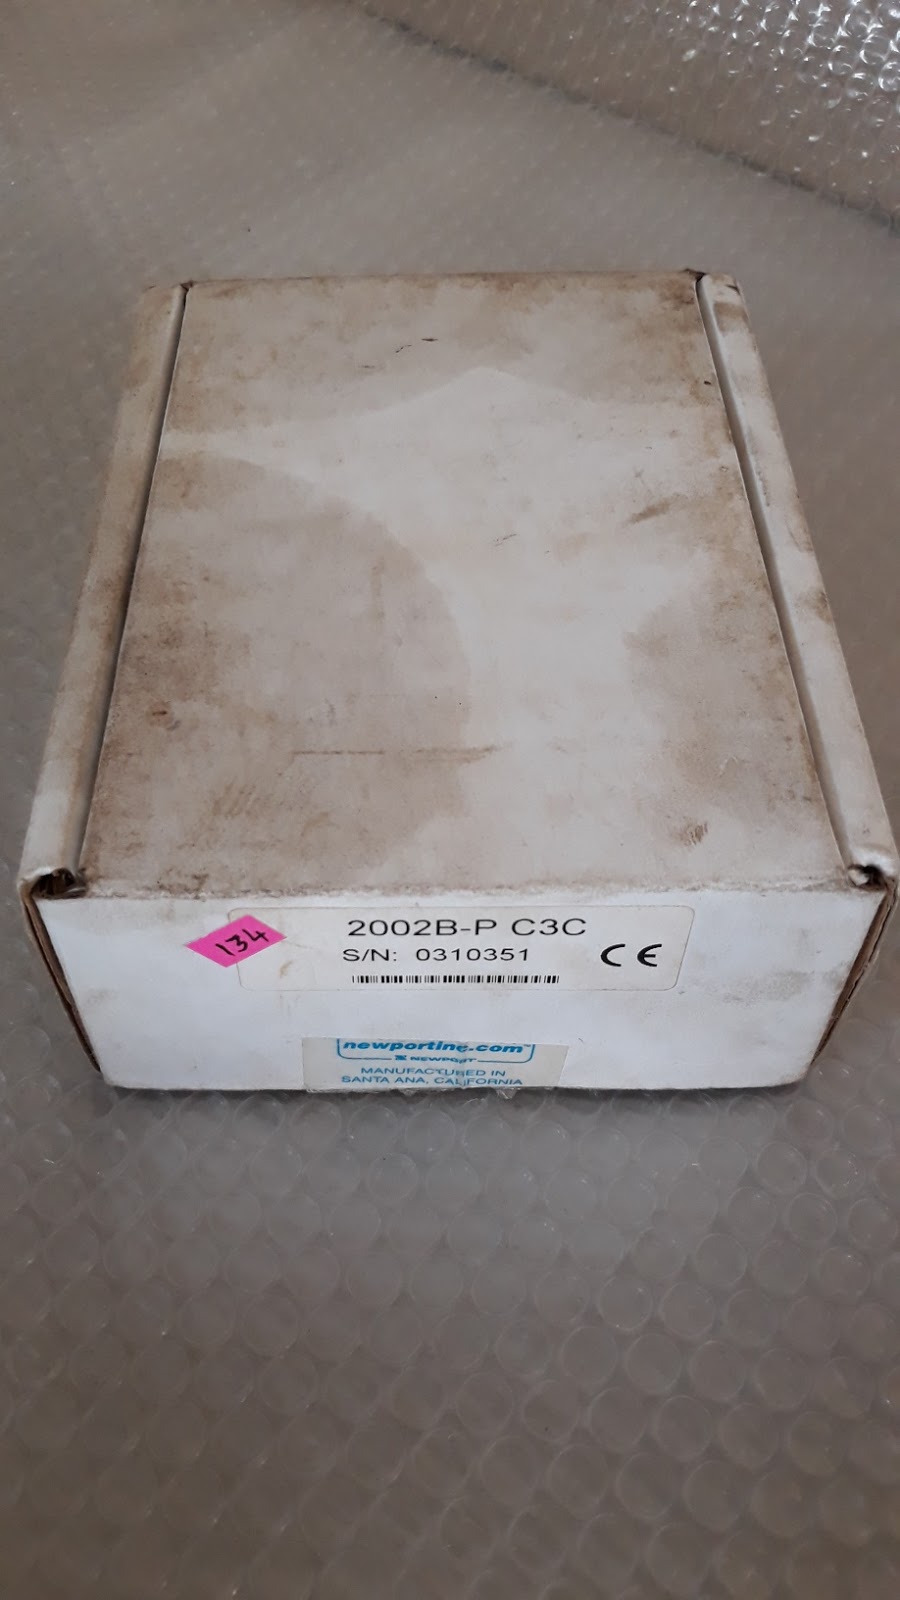 134
2002B-P C3C
S/N: 0310351
CE
newportinc.com
NEWPORT
MANUFACTURED IN
SANTA ANA, CALIFORNIA